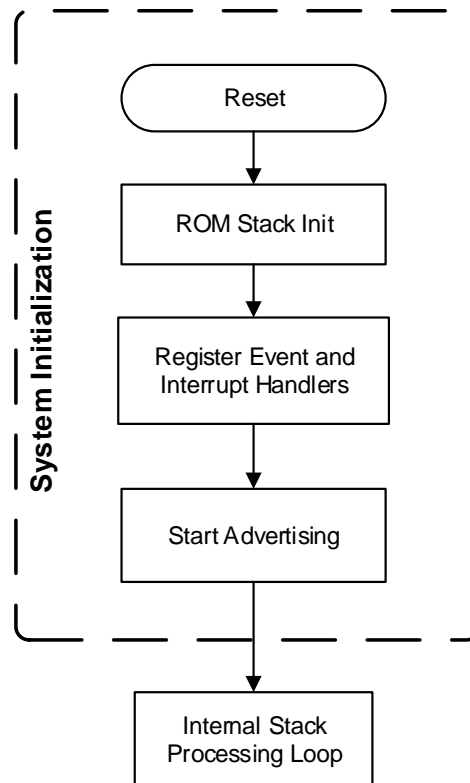 Reset
ROM Stack Init
System Initialization
Register Event and
Interrupt Handlers
Start Advertising
Internal Stack
Processing Loop